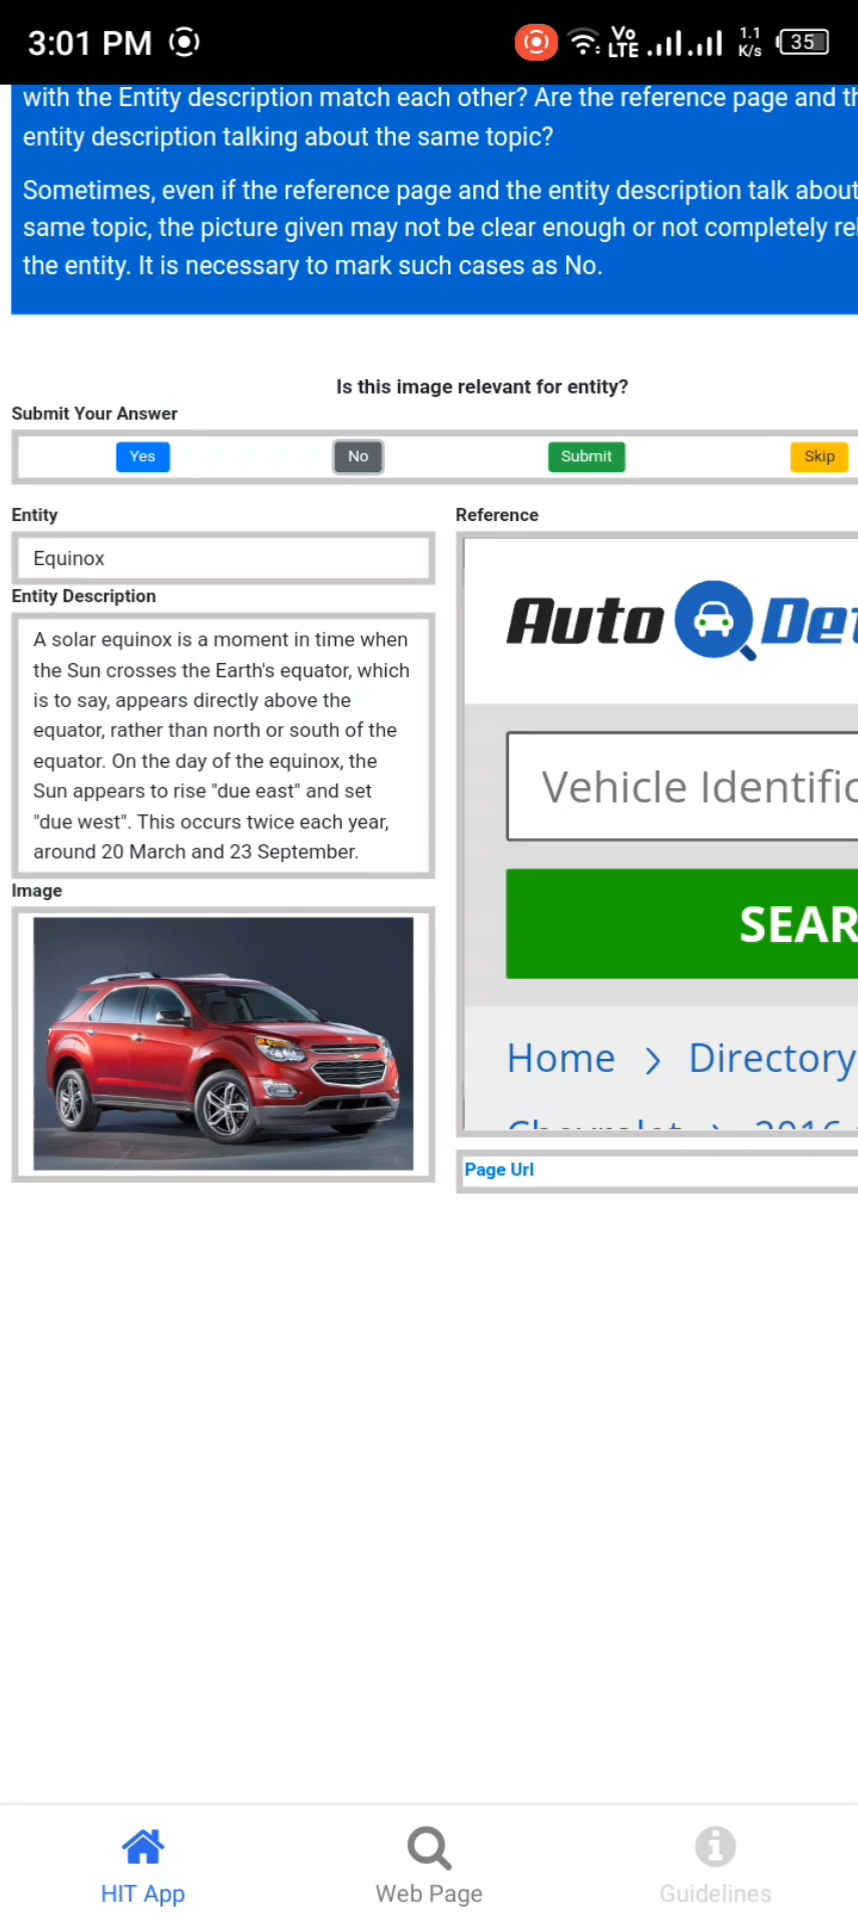 3:01 PM
Vo LTE 1.1 K/s 35
with the Entity description match each other? Are the reference page and th
entity description talking about the same topic?
Sometimes, even if the reference page and the entity description talk about
same topic, the picture given may not be clear enough or not completely rel
the entity. It is necessary to mark such cases as No.
Is this image relevant for entity?
Submit Your Answer
Yes No Submit Skip
Entity
Equinox
Entity Description
A solar equinox is a moment in time when
the Sun crosses the Earth's equator, which
is to say, appears directly above the
equator, rather than north or south of the
equator. On the day of the equinox, the
Sun appears to rise "due east" and set
"due west". This occurs twice each year,
around 20 March and 23 September.
Image
Reference
Auto Det
Vehicle Identific
SEAR
Home > Directory
Chevrolet > 2016
Page Url
HIT App Web Page Guidelines